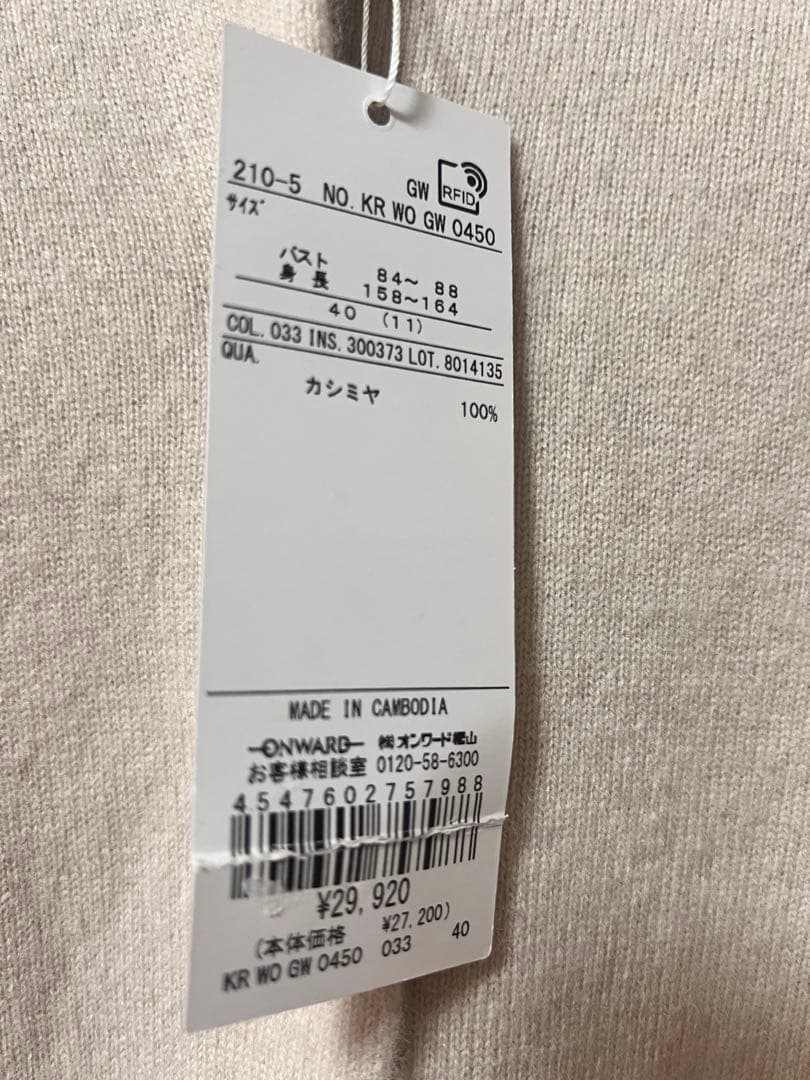 GW RFID
210-5 NO. KR WO GW 0450
サイズ
バスト 84～ 88
身 長 158～164
40 (11)
COL. 033 INS. 300373 LOT. 8014135
QUA.
カシミヤ 100%
MADE IN CAMBODIA
ONWARD ㈱オンワード樫山
お客様相談室 0120-58-6300
4547602757988
¥29,920
(本体価格 ¥27,200)
KR WO GW 0450 033 40